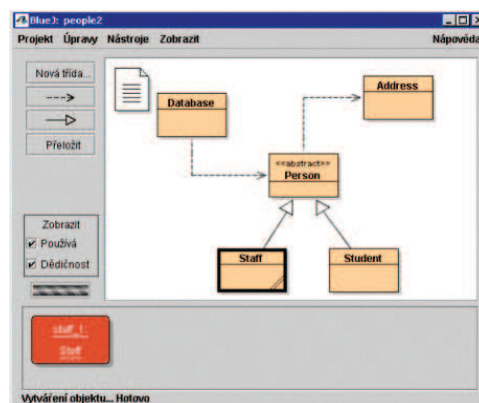 BlueJ: people2
Projekt Úpravy Nástroje Zobrazit Nápověda
Nová třída...
Přeložit
Zobrazit
Používá
Dědičnost
Database
Address
<<abstract>>
Person
Staff
Student
staff_1:
Staff
Vytváření objektu... Hotovo